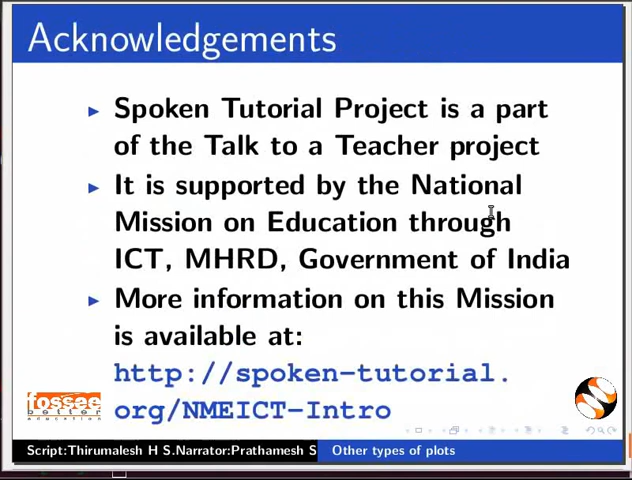 Acknowledgements
Spoken Tutorial Project is a part
of the Talk to a Teacher project
It is supported by the National
Mission on Education through
ICT, MHRD, Government of India
More information on this Mission
is available at:
http://spoken-tutorial.
org/NMEICT-Intro
fossee
better
education
Script:Thirumalesh H S.Narrator:Prathamesh S
Other types of plots